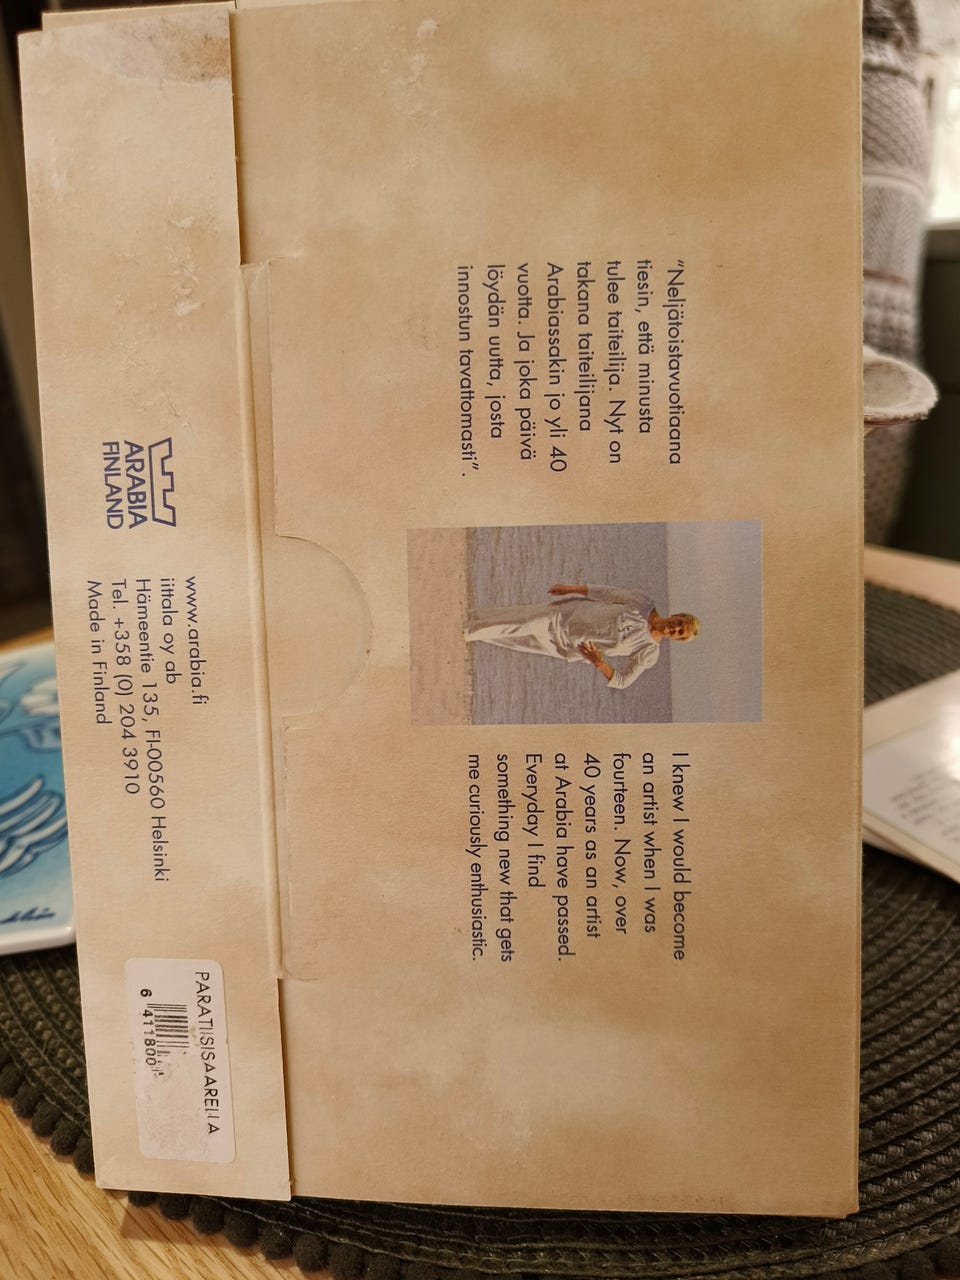 "Neljätoistavuotiaana
tiesin, että minusta
tulee taiteilija. Nyt on
takana taiteilijana
Arabiassakin jo yli 40
vuotta. Ja joka päivä
löydän uutta, josta
innostun tavattomasti".
I knew I would become
an artist when I was
fourteen. Now, over
40 years as an artist
at Arabia have passed.
Everyday I find
something new that gets
me curiously enthusiastic.
ARABIA
FINLAND
www.arabia.fi
iittala oy ab
Hämeentie 135, FI-00560 Helsinki
Tel. +358 (0) 204 3910
Made in Finland
PARATIISISAARELLA
6 411800